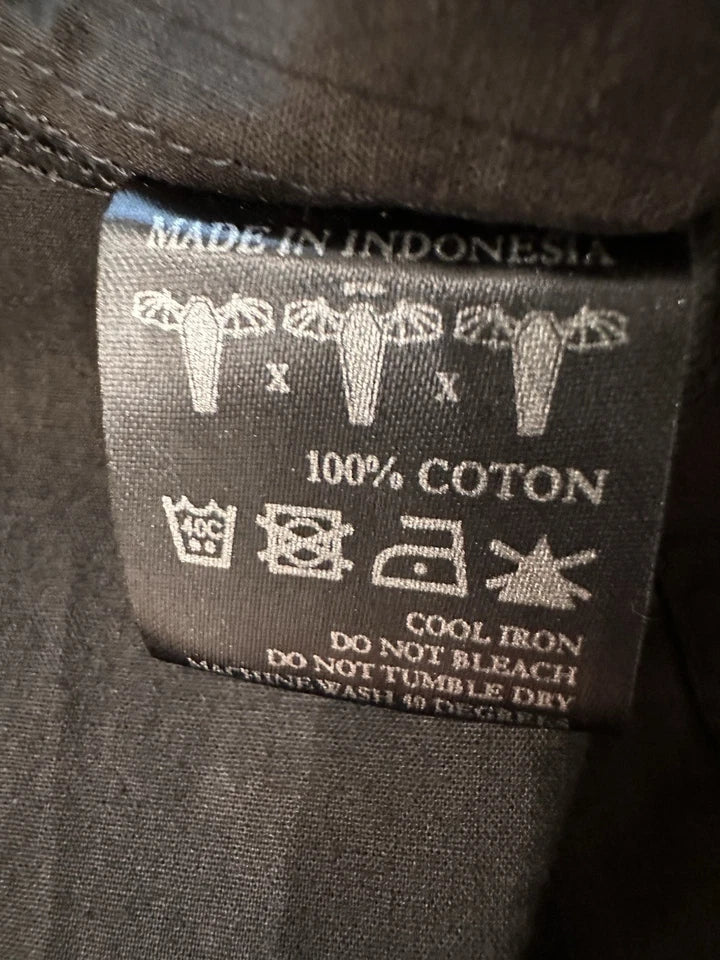 MADE IN INDONESIA
X X
100% COTON
40C
COOL IRON
DO NOT BLEACH
DO NOT TUMBLE DRY
MACHINE WASH 40 DEGREES